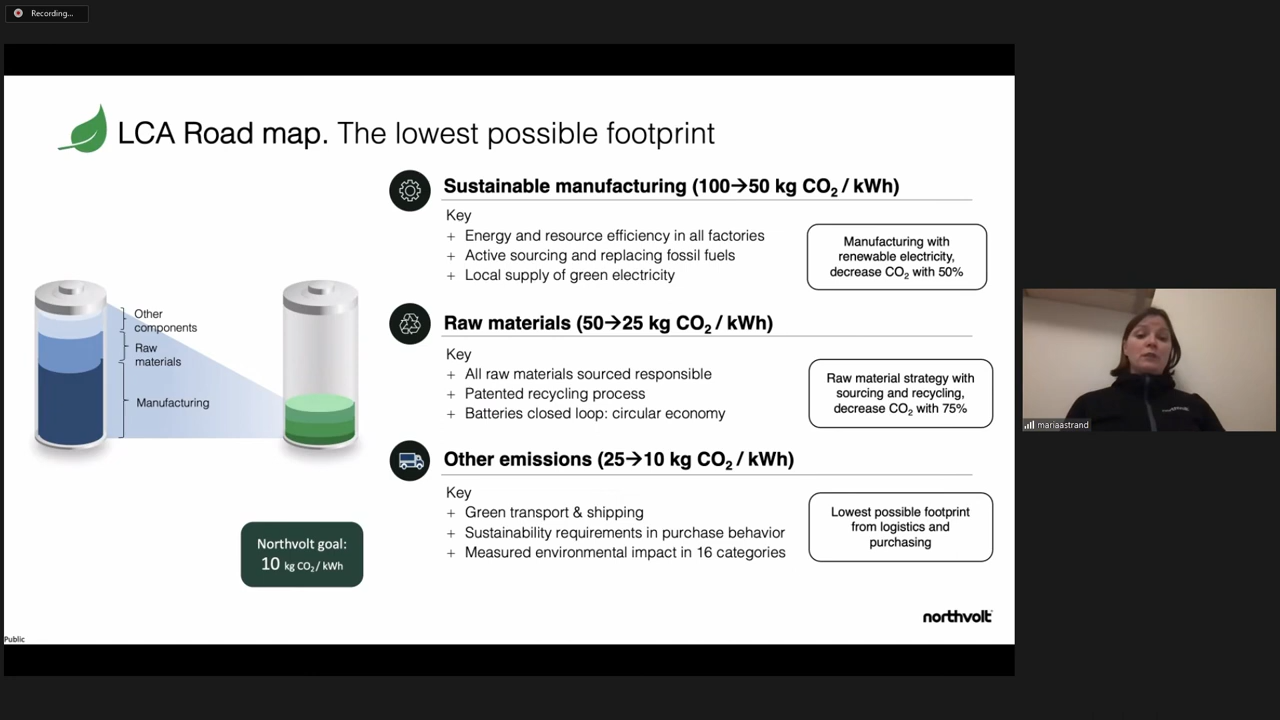 Recording...
LCA Road map. The lowest possible footprint
Sustainable manufacturing (100→50 kg CO₂ / kWh)
Key
+ Energy and resource efficiency in all factories
+ Active sourcing and replacing fossil fuels
+ Local supply of green electricity
Manufacturing with
renewable electricity,
decrease CO₂ with 50%
Other
components
Raw
materials
Manufacturing
Raw materials (50→25 kg CO₂ / kWh)
Key
+ All raw materials sourced responsible
+ Patented recycling process
+ Batteries closed loop: circular economy
Raw material strategy with
sourcing and recycling,
decrease CO₂ with 75%
Other emissions (25→10 kg CO₂ / kWh)
Key
+ Green transport & shipping
+ Sustainability requirements in purchase behavior
+ Measured environmental impact in 16 categories
Lowest possible footprint
from logistics and
purchasing
Northvolt goal:
10 kg CO₂ / kWh
northvolt
Public
mariaastrand